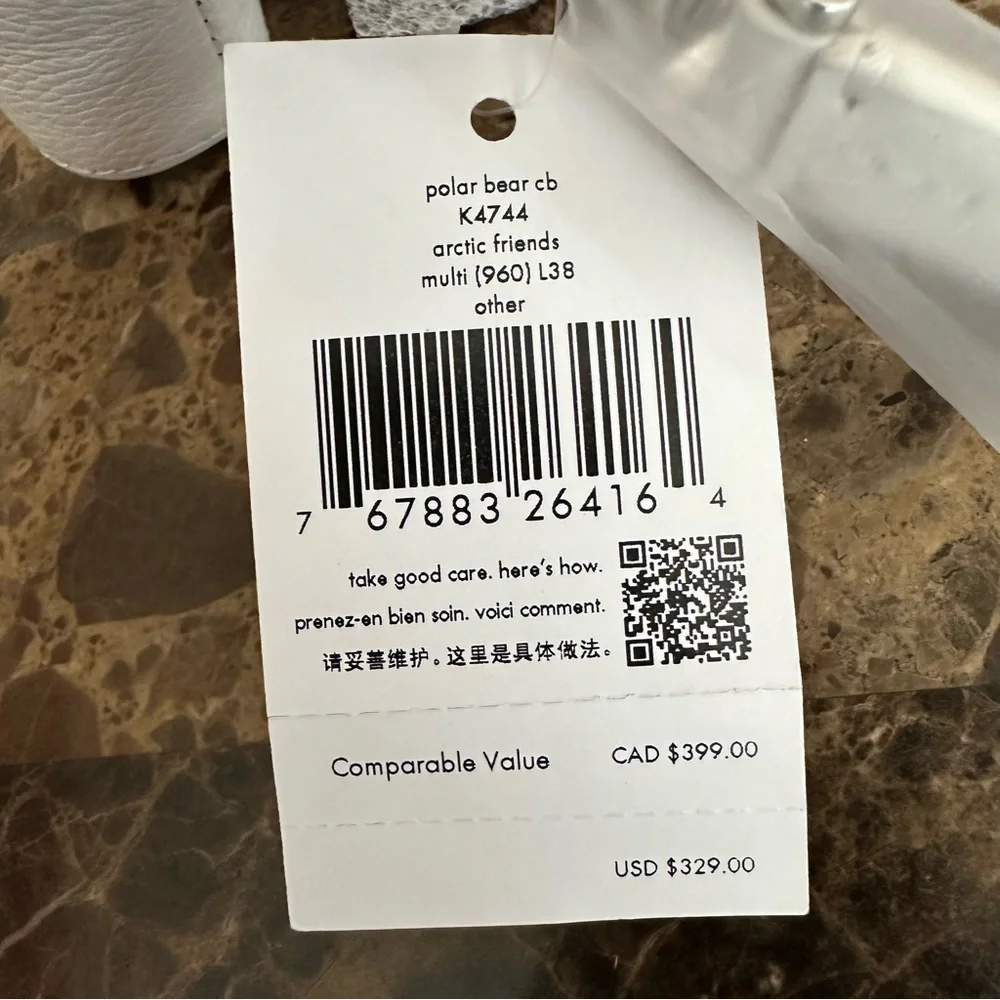 polar bear cb
K4744
arctic friends
multi (960) L38
other
7 67883 26416 4
take good care. here's how.
prenez-en bien soin. voici comment.
请妥善维护。这里是具体做法。
Comparable Value CAD $399.00
USD $329.00